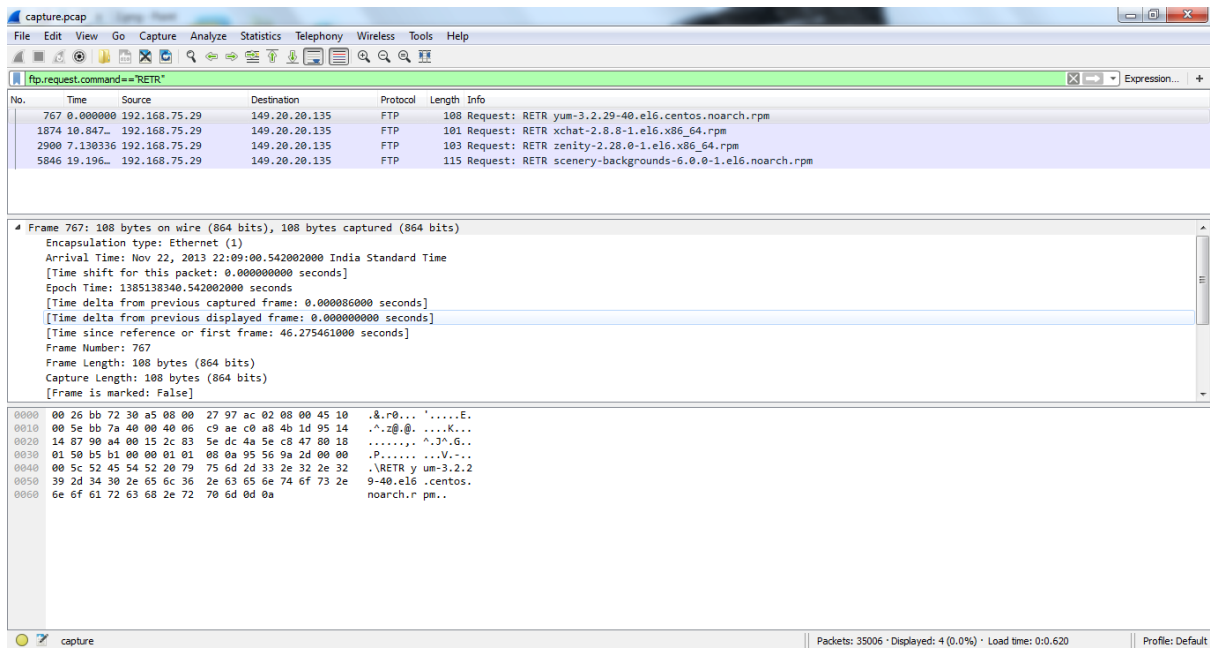 capture.pcap
File Edit View Go Capture Analyze Statistics Telephony Wireless Tools Help
ftp.request.command=="RETR" Expression... +
No. Time Source Destination Protocol Length Info
767 0.000000 192.168.75.29 149.20.20.135 FTP 108 Request: RETR yum-3.2.29-40.el6.centos.noarch.rpm
1874 10.847… 192.168.75.29 149.20.20.135 FTP 101 Request: RETR xchat-2.8.8-1.el6.x86_64.rpm
2900 7.130336 192.168.75.29 149.20.20.135 FTP 103 Request: RETR zenity-2.28.0-1.el6.x86_64.rpm
5846 19.196… 192.168.75.29 149.20.20.135 FTP 115 Request: RETR scenery-backgrounds-6.0.0-1.el6.noarch.rpm
Frame 767: 108 bytes on wire (864 bits), 108 bytes captured (864 bits)
Encapsulation type: Ethernet (1)
Arrival Time: Nov 22, 2013 22:09:00.542002000 India Standard Time
[Time shift for this packet: 0.000000000 seconds]
Epoch Time: 1385138340.542002000 seconds
[Time delta from previous captured frame: 0.000086000 seconds]
[Time delta from previous displayed frame: 0.000000000 seconds]
[Time since reference or first frame: 46.275461000 seconds]
Frame Number: 767
Frame Length: 108 bytes (864 bits)
Capture Length: 108 bytes (864 bits)
[Frame is marked: False]
0000 00 26 bb 72 30 a5 08 00 27 97 ac 02 08 00 45 10 .&.r0... '.....E.
0010 00 5e bb 7a 40 00 40 06 c9 ae c0 a8 4b 1d 95 14 .^.z@.@. ....K...
0020 14 87 90 a4 00 15 2c 83 5e dc 4a 5e c8 47 80 18 ......,. ^.J^.G..
0030 01 50 b5 b1 00 00 01 01 08 0a 95 56 9a 2d 00 00 .P...... ...V.-..
0040 00 5c 52 45 54 52 20 79 75 6d 2d 33 2e 32 2e 32 .\RETR y um-3.2.2
0050 39 2d 34 30 2e 65 6c 36 2e 63 65 6e 74 6f 73 2e 9-40.el6 .centos.
0060 6e 6f 61 72 63 68 2e 72 70 6d 0d 0a noarch.r pm..
capture Packets: 35006 · Displayed: 4 (0.0%) · Load time: 0:0.620 Profile: Default